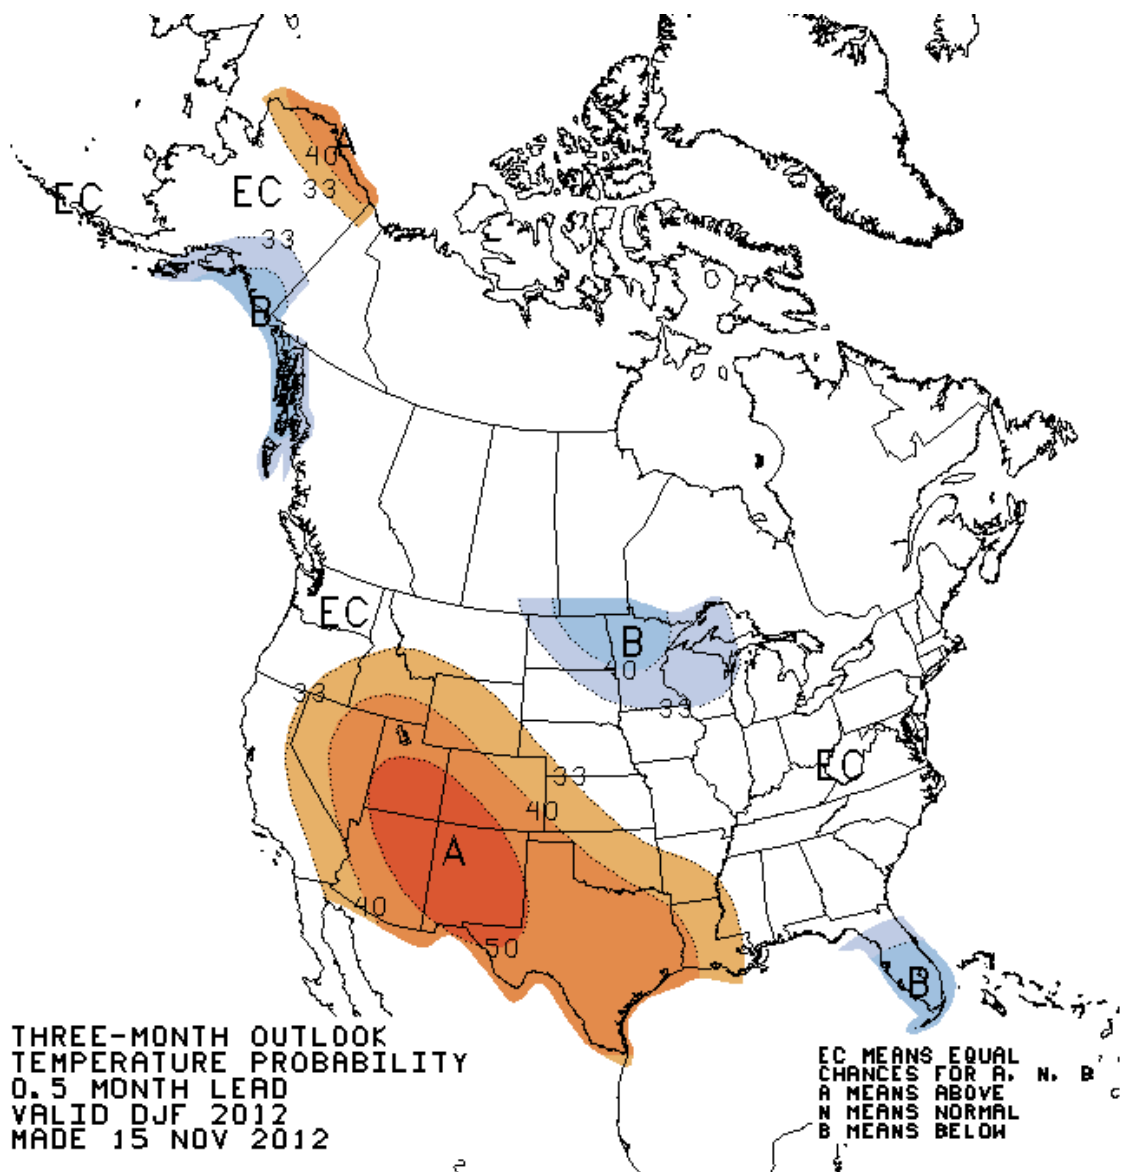 A
40
EC
33
EC
33
B
EC
B
40
33
33
EC
33
40
A
40
50
B
THREE-MONTH OUTLOOK
TEMPERATURE PROBABILITY
0.5 MONTH LEAD
VALID DJF 2012
MADE 15 NOV 2012
EC MEANS EQUAL
CHANCES FOR A, N, B
A MEANS ABOVE
N MEANS NORMAL
B MEANS BELOW